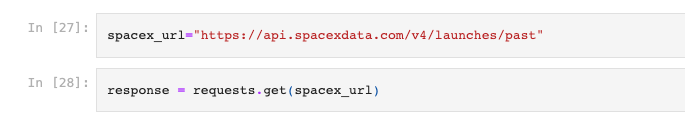 In [27]:
spacex_url="https://api.spacexdata.com/v4/launches/past"
In [28]:
response = requests.get(spacex_url)